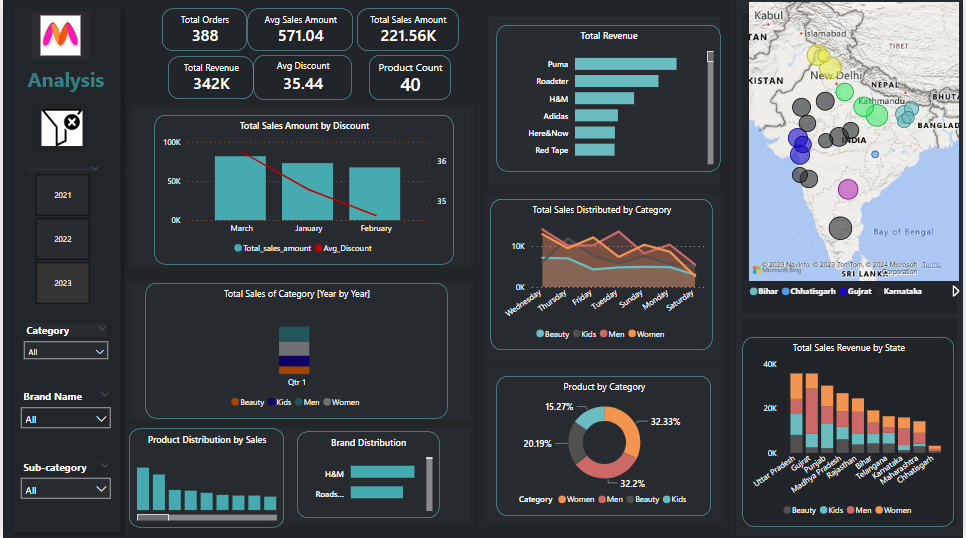 Analysis
2021
2022
2023
Category
All
Brand Name
All
Sub-category
All
Total Orders
388
Avg Sales Amount
571.04
Total Sales Amount
221.56K
Total Revenue
342K
Avg Discount
35.44
Product Count
40
Total Sales Amount by Discount
100K
50K
0K
36
35
March
January
February
Total_sales_amount
Avg_Discount
Total Sales of Category [Year by Year]
Qtr 1
Beauty
Kids
Men
Women
Product Distribution by Sales
Brand Distribution
H&M
Roads...
Total Revenue
Puma
Roadster
H&M
Adidas
Here&Now
Red Tape
Total Sales Distributed by Category
10K
0K
Wednesday
Thursday
Friday
Tuesday
Sunday
Monday
Saturday
Beauty
Kids
Men
Women
Product by Category
15.27%
32.33%
20.19%
32.2%
Category
Women
Men
Beauty
Kids
Kabul
Islamabad
TAN
TIBET
New Delhi
KISTAN
NEPAL
Kathmandu
BHUTA
BANGLAD
INDIA
Bay of Bengal
© 2023 NavInfo, © 2023 TomTom, © 2024 Microsoft Corporation
Terms
Microsoft Bing
SRI LANKA
Bihar
Chhatisgarh
Gujrat
Karnataka
Total Sales Revenue by State
40K
20K
0K
Uttar Pradesh
Gujrat
Punjab
Madhya Pradesh
Rajasthan
Bihar
Telangana
Karnataka
Maharashtra
Chhatisgarh
Beauty
Kids
Men
Women